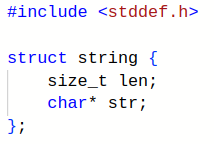 #include <stddef.h>
struct string {
    size_t len;
    char* str;
};